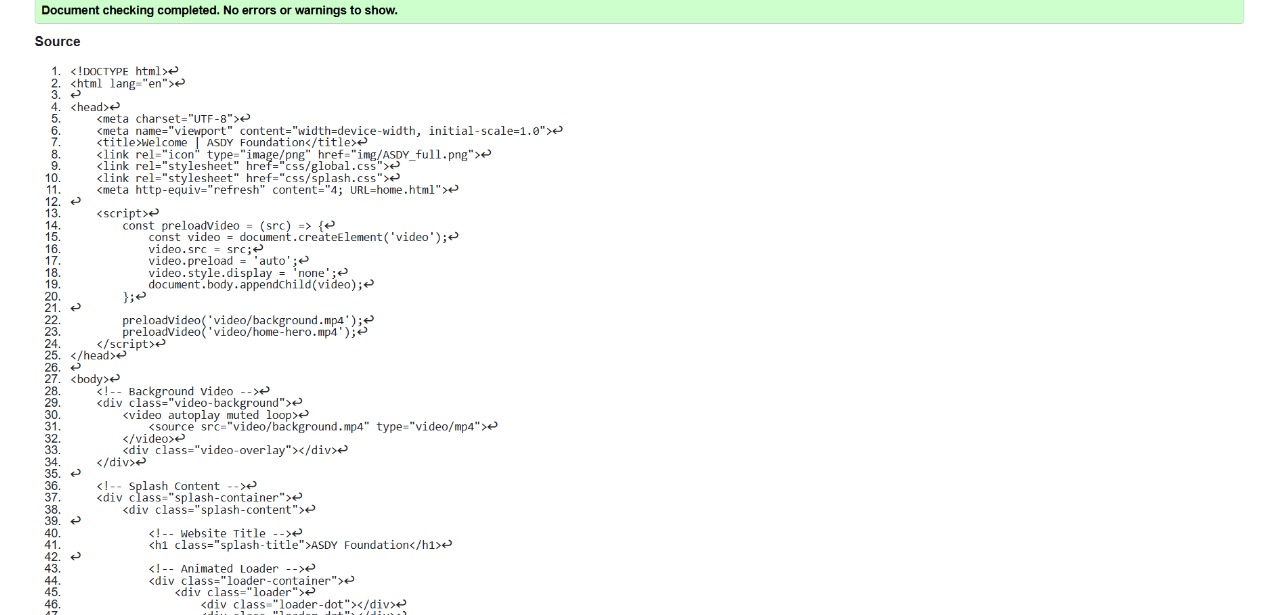 Document checking completed. No errors or warnings to show.
Source
1. <!DOCTYPE html>↩
2. <html lang="en">↩
3. ↩
4. <head>↩
5.     <meta charset="UTF-8">↩
6.     <meta name="viewport" content="width=device-width, initial-scale=1.0">↩
7.     <title>Welcome | ASDY Foundation</title>↩
8.     <link rel="icon" type="image/png" href="img/ASDY_full.png">↩
9.     <link rel="stylesheet" href="css/global.css">↩
10.     <link rel="stylesheet" href="css/splash.css">↩
11.     <meta http-equiv="refresh" content="4; URL=home.html">↩
12. ↩
13.     <script>↩
14.         const preloadVideo = (src) => {↩
15.             const video = document.createElement('video');↩
16.             video.src = src;↩
17.             video.preload = 'auto';↩
18.             video.style.display = 'none';↩
19.             document.body.appendChild(video);↩
20.         };↩
21. ↩
22.         preloadVideo('video/background.mp4');↩
23.         preloadVideo('video/home-hero.mp4');↩
24.     </script>↩
25. </head>↩
26. ↩
27. <body>↩
28.     <!-- Background Video -->↩
29.     <div class="video-background">↩
30.         <video autoplay muted loop>↩
31.             <source src="video/background.mp4" type="video/mp4">↩
32.         </video>↩
33.         <div class="video-overlay"></div>↩
34.     </div>↩
35. ↩
36.     <!-- Splash Content -->↩
37.     <div class="splash-container">↩
38.         <div class="splash-content">↩
39. ↩
40.             <!-- Website Title -->↩
41.             <h1 class="splash-title">ASDY Foundation</h1>↩
42. ↩
43.             <!-- Animated Loader -->↩
44.             <div class="loader-container">↩
45.                 <div class="loader">↩
46.                     <div class="loader-dot"></div>↩